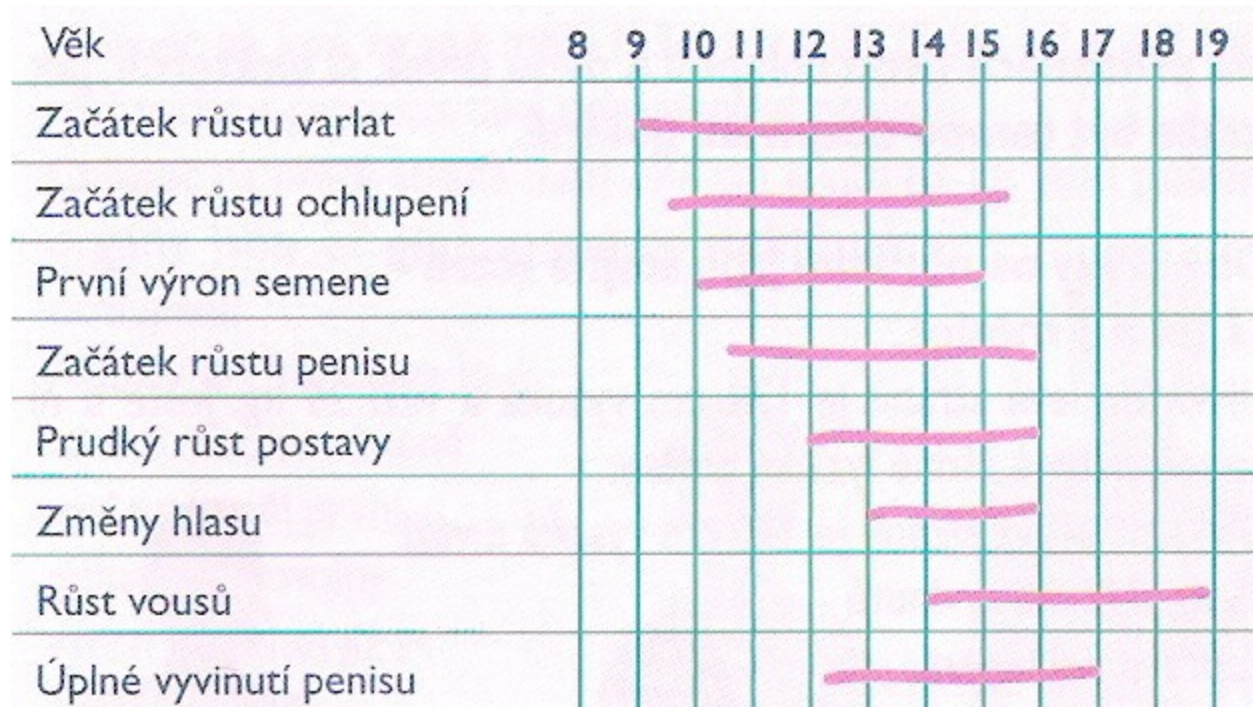 Věk 8 9 10 11 12 13 14 15 16 17 18 19
Začátek růstu varlat
Začátek růstu ochlupení
První výron semene
Začátek růstu penisu
Prudký růst postavy
Změny hlasu
Růst vousů
Úplné vyvinutí penisu